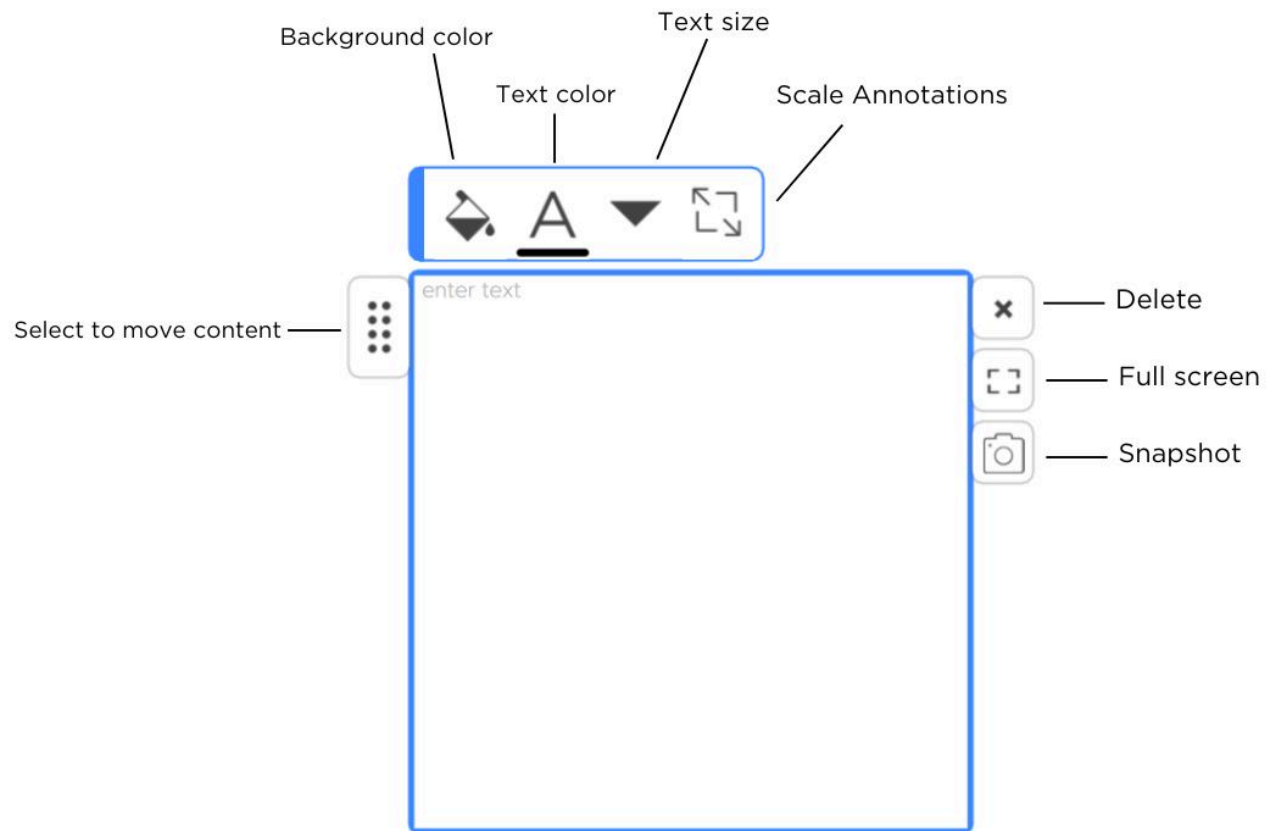 Text size
Background color
Text color
Scale Annotations
A
enter text
Delete
Select to move content
Full screen
Snapshot